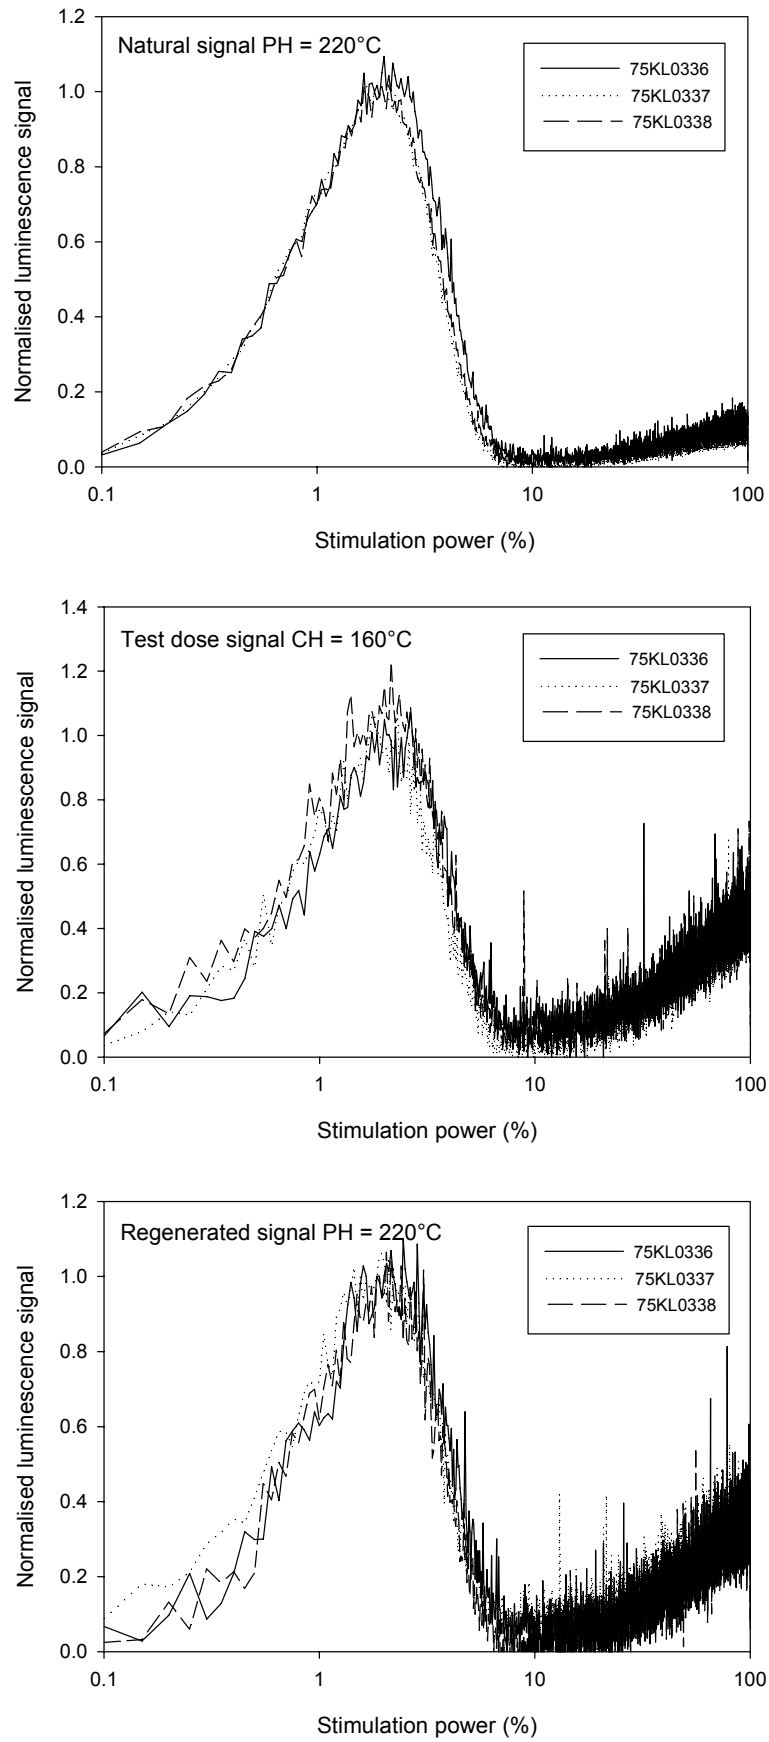 Natural signal PH = 220°C
75KL0336
75KL0337
75KL0338
Normalised luminescence signal
1.2
1.0
0.8
0.6
0.4
0.2
0.0
0.1
1
10
100
Stimulation power (%)
Test dose signal CH = 160°C
75KL0336
75KL0337
75KL0338
Normalised luminescence signal
1.4
1.2
1.0
0.8
0.6
0.4
0.2
0.0
0.1
1
10
100
Stimulation power (%)
Regenerated signal PH = 220°C
75KL0336
75KL0337
75KL0338
Normalised luminescence signal
1.2
1.0
0.8
0.6
0.4
0.2
0.0
0.1
1
10
100
Stimulation power (%)